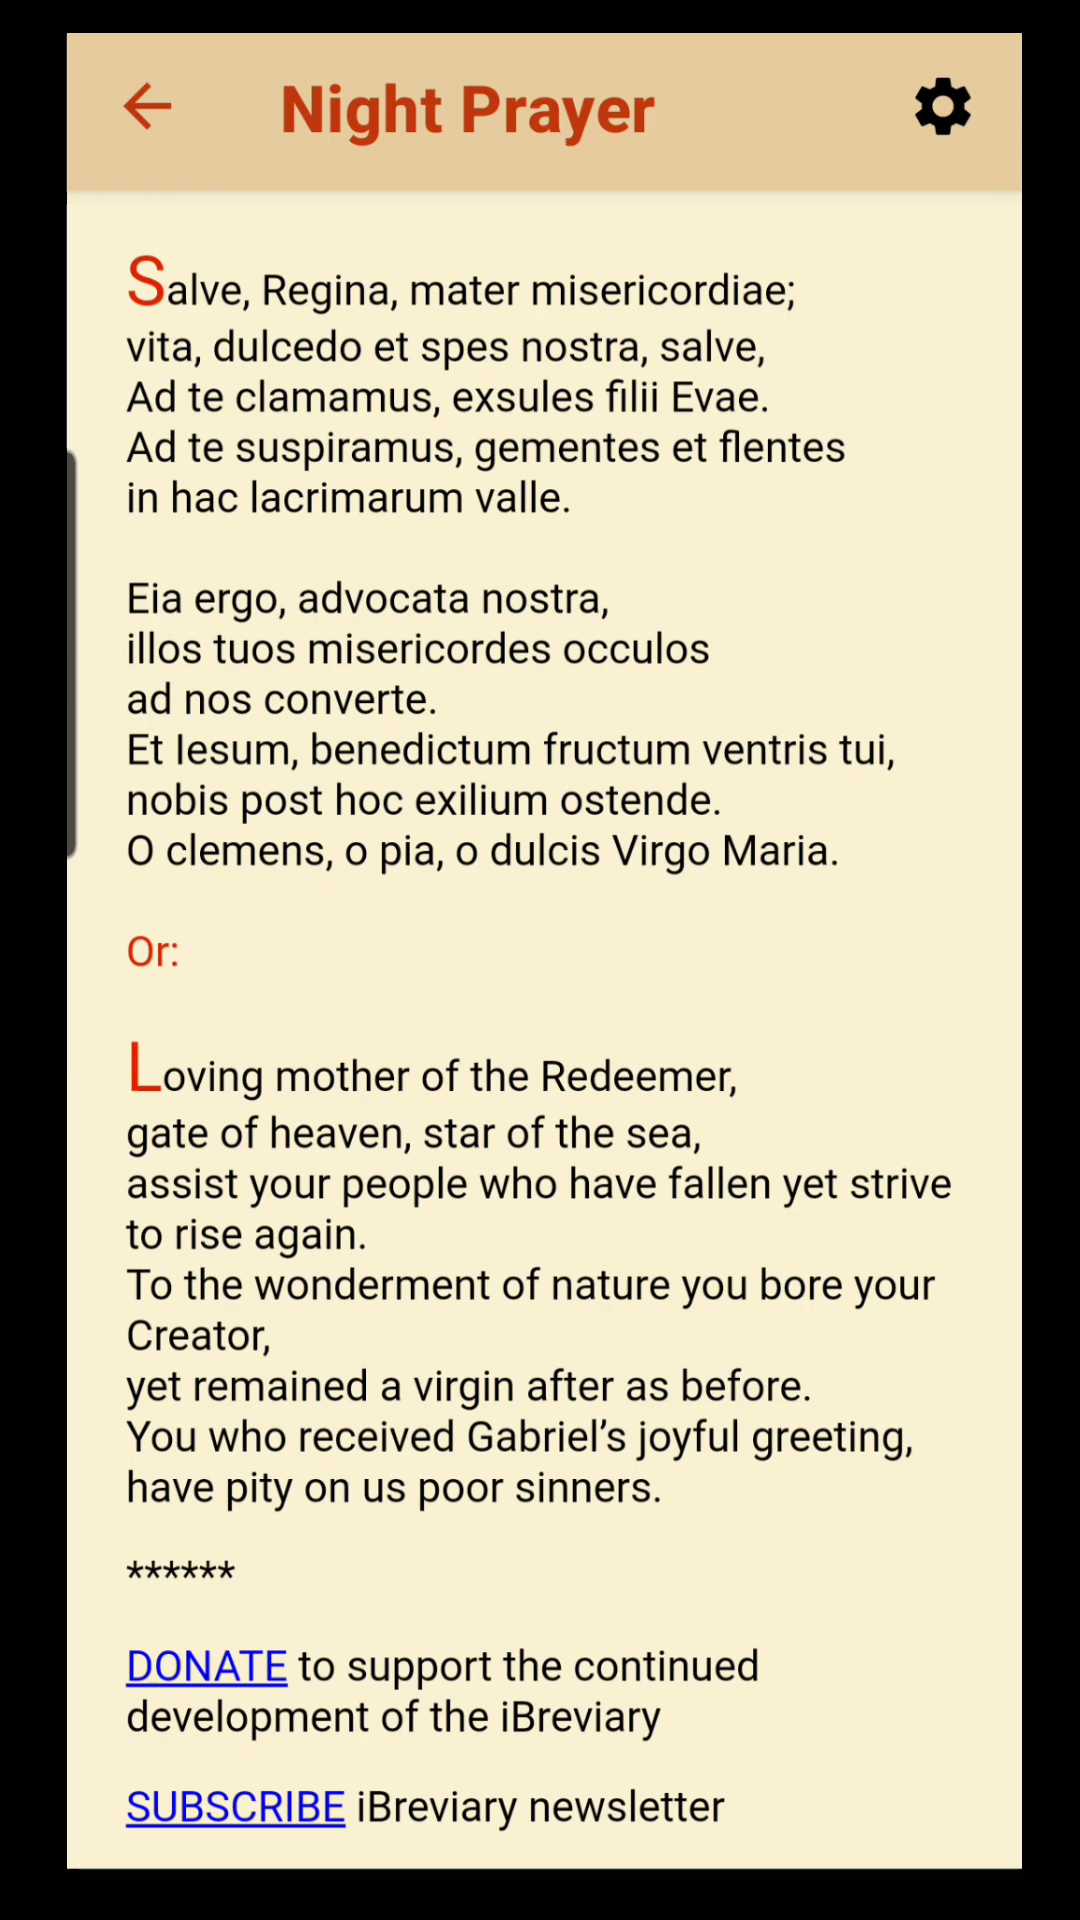 Night Prayer
Salve, Regina, mater misericordiae;
vita, dulcedo et spes nostra, salve,
Ad te clamamus, exsules filii Evae.
Ad te suspiramus, gementes et flentes
in hac lacrimarum valle.
Eia ergo, advocata nostra,
illos tuos misericordes occulos
ad nos converte.
Et Iesum, benedictum fructum ventris tui,
nobis post hoc exilium ostende.
O clemens, o pia, o dulcis Virgo Maria.
Or:
Loving mother of the Redeemer,
gate of heaven, star of the sea,
assist your people who have fallen yet strive
to rise again.
To the wonderment of nature you bore your
Creator,
yet remained a virgin after as before.
You who received Gabriel’s joyful greeting,
have pity on us poor sinners.
******
DONATE to support the continued
development of the iBreviary
SUBSCRIBE iBreviary newsletter